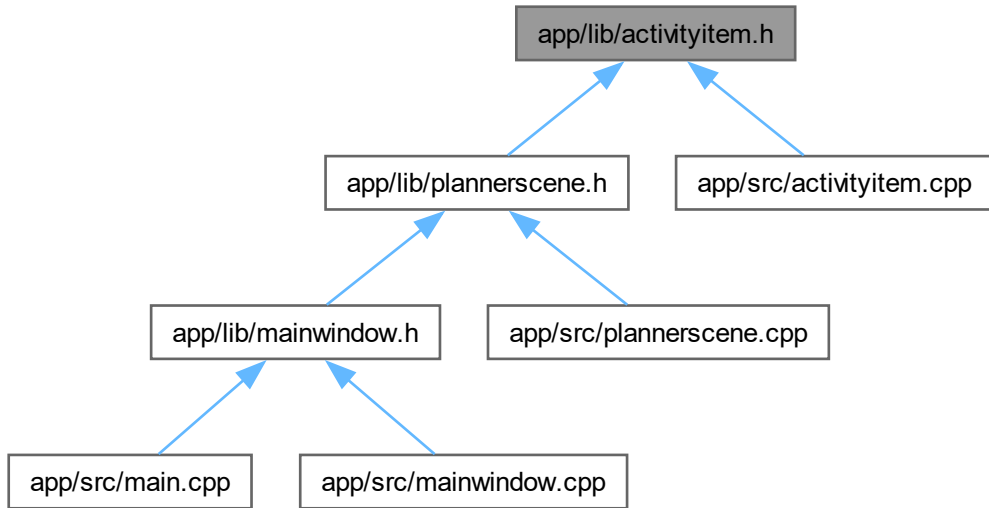 app/lib/activityitem.h
app/lib/plannerscene.h
app/src/activityitem.cpp
app/lib/mainwindow.h
app/src/plannerscene.cpp
app/src/main.cpp
app/src/mainwindow.cpp